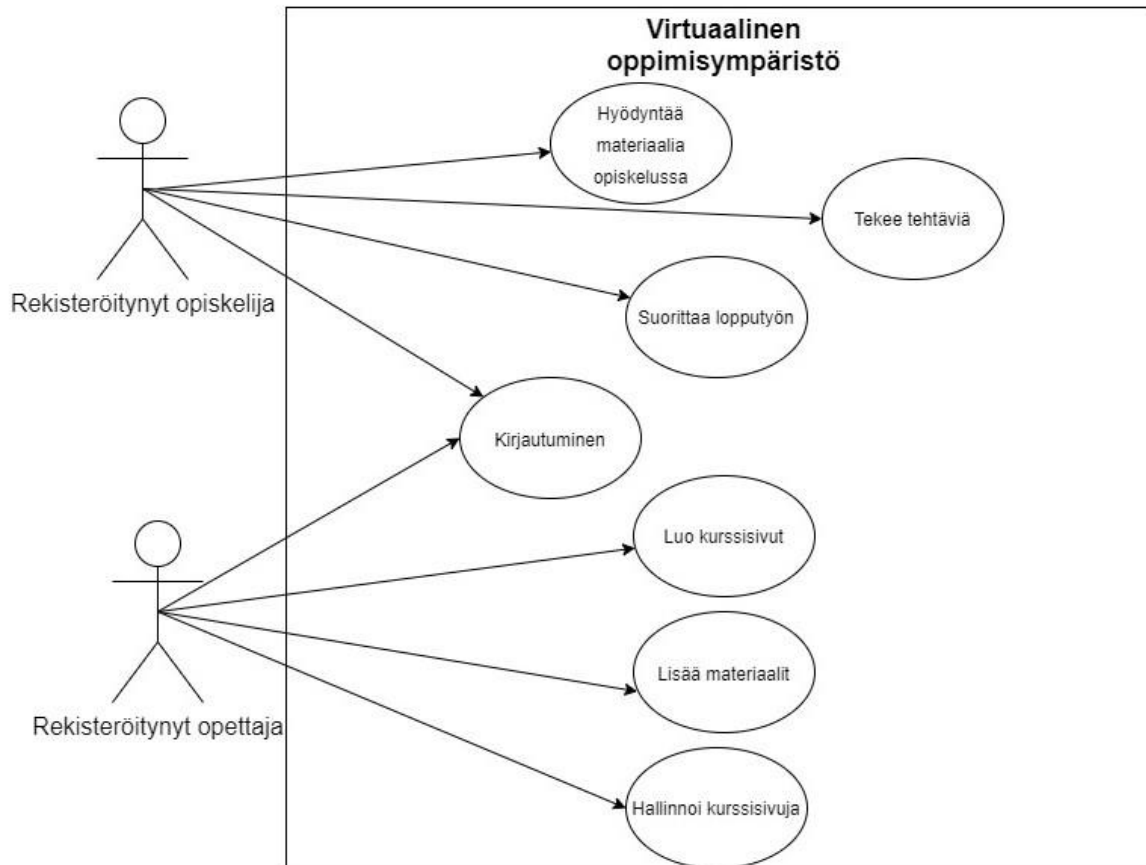 Virtuaalinen
oppimisympäristö
Hyödyntää
materiaalia
opiskelussa
Tekee tehtäviä
Rekisteröitynyt opiskelija
Suorittaa lopputyön
Kirjautuminen
Luo kurssisivut
Lisää materiaalit
Rekisteröitynyt opettaja
Hallinnoi kurssisivuja